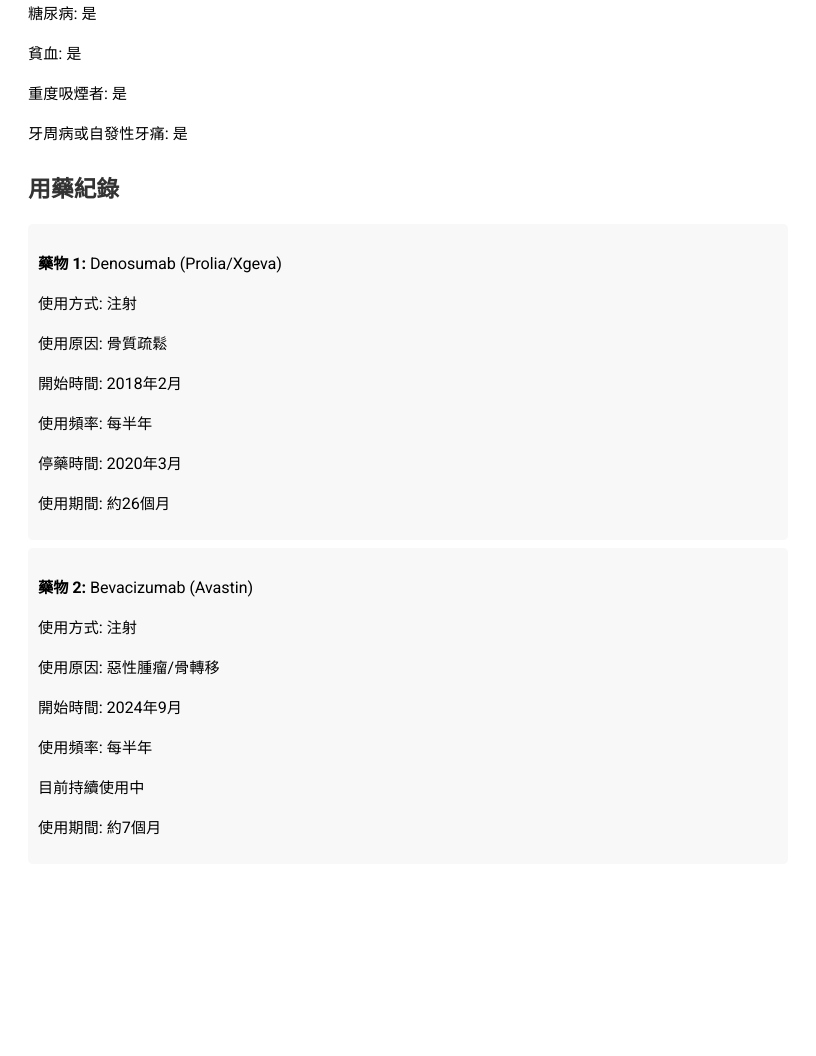 糖尿病: 是
貧血: 是
重度吸煙者: 是
牙周病或自發性牙痛: 是
用藥紀錄
藥物 1: Denosumab (Prolia/Xgeva)
使用方式: 注射
使用原因: 骨質疏鬆
開始時間: 2018年2月
使用頻率: 每半年
停藥時間: 2020年3月
使用期間: 約26個月
藥物 2: Bevacizumab (Avastin)
使用方式: 注射
使用原因: 惡性腫瘤/骨轉移
開始時間: 2024年9月
使用頻率: 每半年
目前持續使用中
使用期間: 約7個月